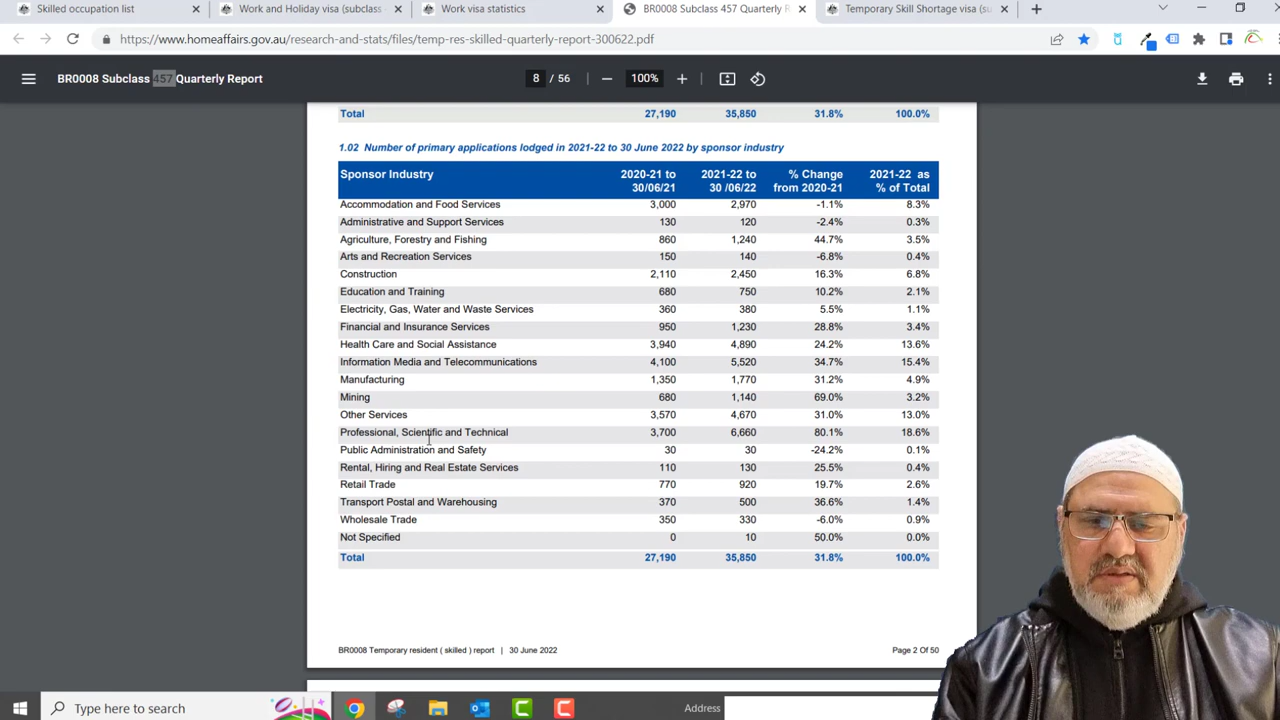 Skilled occupation list
Work and Holiday visa (subclass
Work visa statistics
BR0008 Subclass 457 Quarterly R
Temporary Skill Shortage visa (su
https://www.homeaffairs.gov.au/research-and-stats/files/temp-res-skilled-quarterly-report-300622.pdf
BR0008 Subclass 457 Quarterly Report
8 / 56
100%
Total 27,190 35,850 31.8% 100.0%
1.02 Number of primary applications lodged in 2021-22 to 30 June 2022 by sponsor industry
Sponsor Industry 2020-21 to 30/06/21 2021-22 to 30 /06/22 % Change from 2020-21 2021-22 as % of Total
Accommodation and Food Services 3,000 2,970 -1.1% 8.3%
Administrative and Support Services 130 120 -2.4% 0.3%
Agriculture, Forestry and Fishing 860 1,240 44.7% 3.5%
Arts and Recreation Services 150 140 -6.8% 0.4%
Construction 2,110 2,450 16.3% 6.8%
Education and Training 680 750 10.2% 2.1%
Electricity, Gas, Water and Waste Services 360 380 5.5% 1.1%
Financial and Insurance Services 950 1,230 28.8% 3.4%
Health Care and Social Assistance 3,940 4,890 24.2% 13.6%
Information Media and Telecommunications 4,100 5,520 34.7% 15.4%
Manufacturing 1,350 1,770 31.2% 4.9%
Mining 680 1,140 69.0% 3.2%
Other Services 3,570 4,670 31.0% 13.0%
Professional, Scientific and Technical 3,700 6,660 80.1% 18.6%
Public Administration and Safety 30 30 -24.2% 0.1%
Rental, Hiring and Real Estate Services 110 130 25.5% 0.4%
Retail Trade 770 920 19.7% 2.6%
Transport Postal and Warehousing 370 500 36.6% 1.4%
Wholesale Trade 350 330 -6.0% 0.9%
Not Specified 0 10 50.0% 0.0%
Total 27,190 35,850 31.8% 100.0%
BR0008 Temporary resident ( skilled ) report | 30 June 2022 Page 2 Of 50
Type here to search
Address